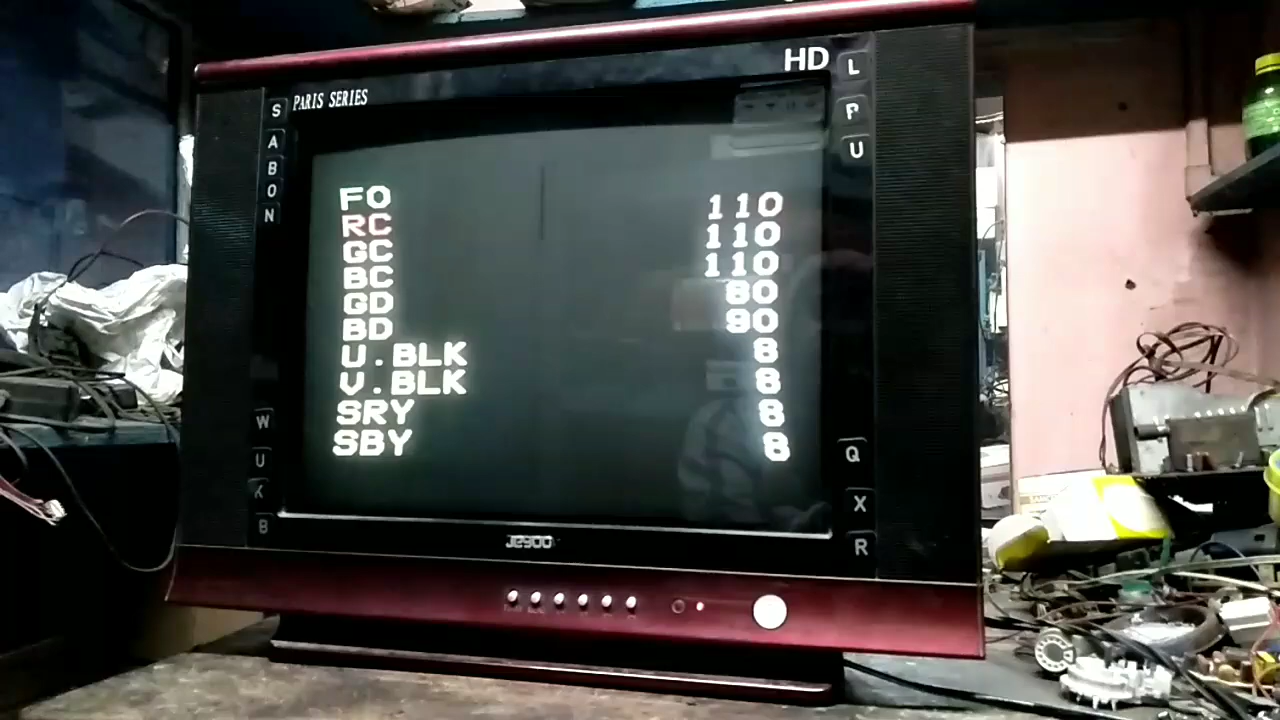 HD
PARIS SERIES
S
A
B
O
N
L
P
U
FO
RC 110
GC 110
BC 110
GD 80
BD 90
U.BLK 8
V.BLK 8
SRY 8
SBY 8
W
U
K
B
Q
X
R